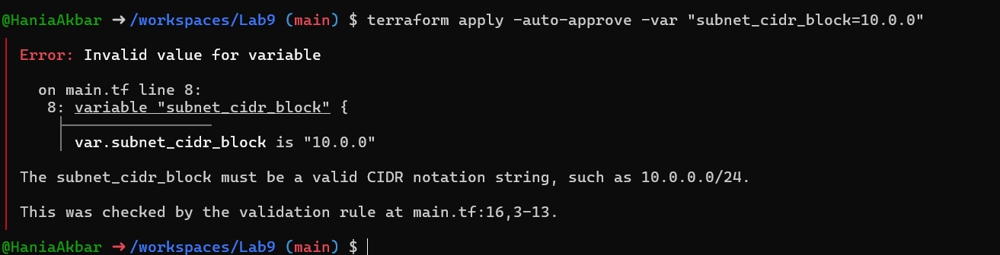 @HaniaAkbar ➜ /workspaces/Lab9 (main) $ terraform apply -auto-approve -var "subnet_cidr_block=10.0.0"
Error: Invalid value for variable
on main.tf line 8:
8: variable "subnet_cidr_block" {
var.subnet_cidr_block is "10.0.0"
The subnet_cidr_block must be a valid CIDR notation string, such as 10.0.0.0/24.
This was checked by the validation rule at main.tf:16,3-13.
@HaniaAkbar ➜ /workspaces/Lab9 (main) $